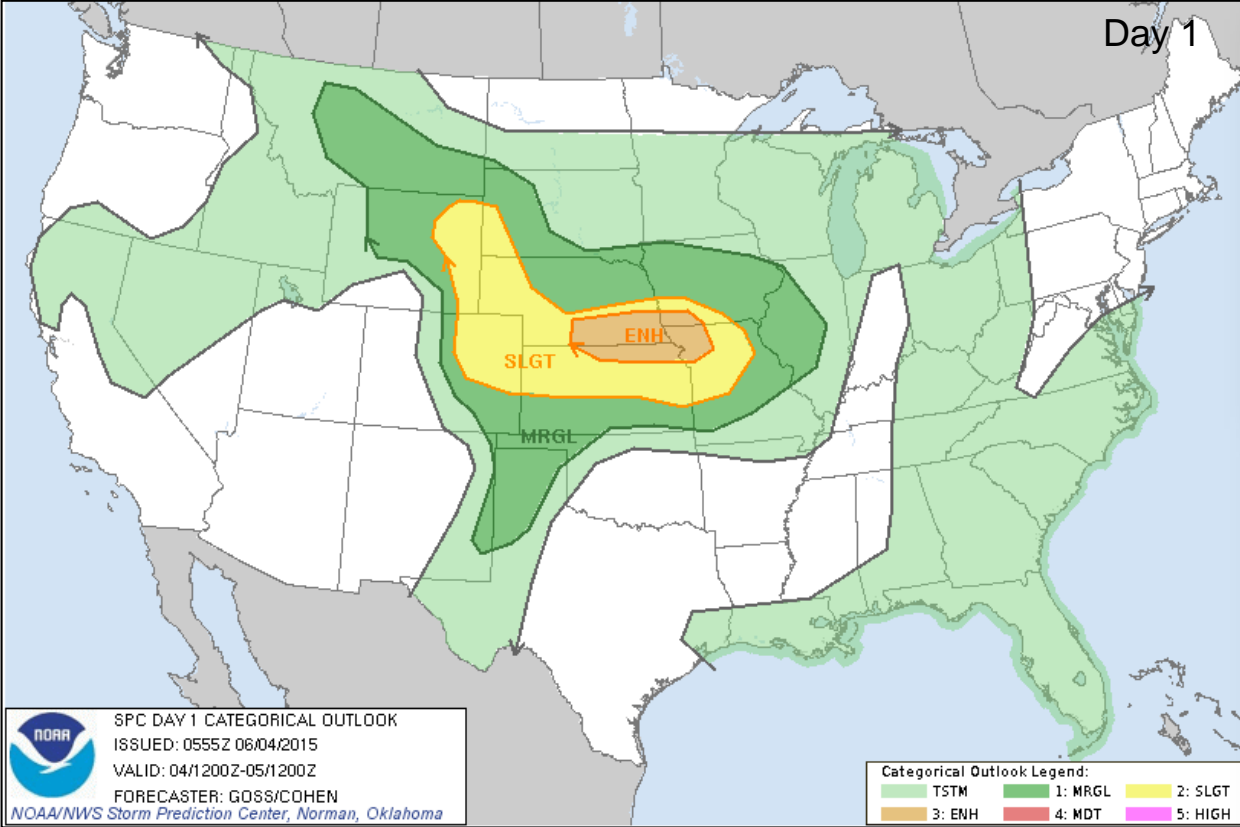 Day 1
ENH
SLGT
MRGL
NOAA
SPC DAY 1 CATEGORICAL OUTLOOK
ISSUED: 0555Z 06/04/2015
VALID: 04/1200Z-05/1200Z
FORECASTER: GOSS/COHEN
NOAA/NWS Storm Prediction Center, Norman, Oklahoma
Categorical Outlook Legend:
TSTM 1: MRGL 2: SLGT
3: ENH 4: MDT 5: HIGH